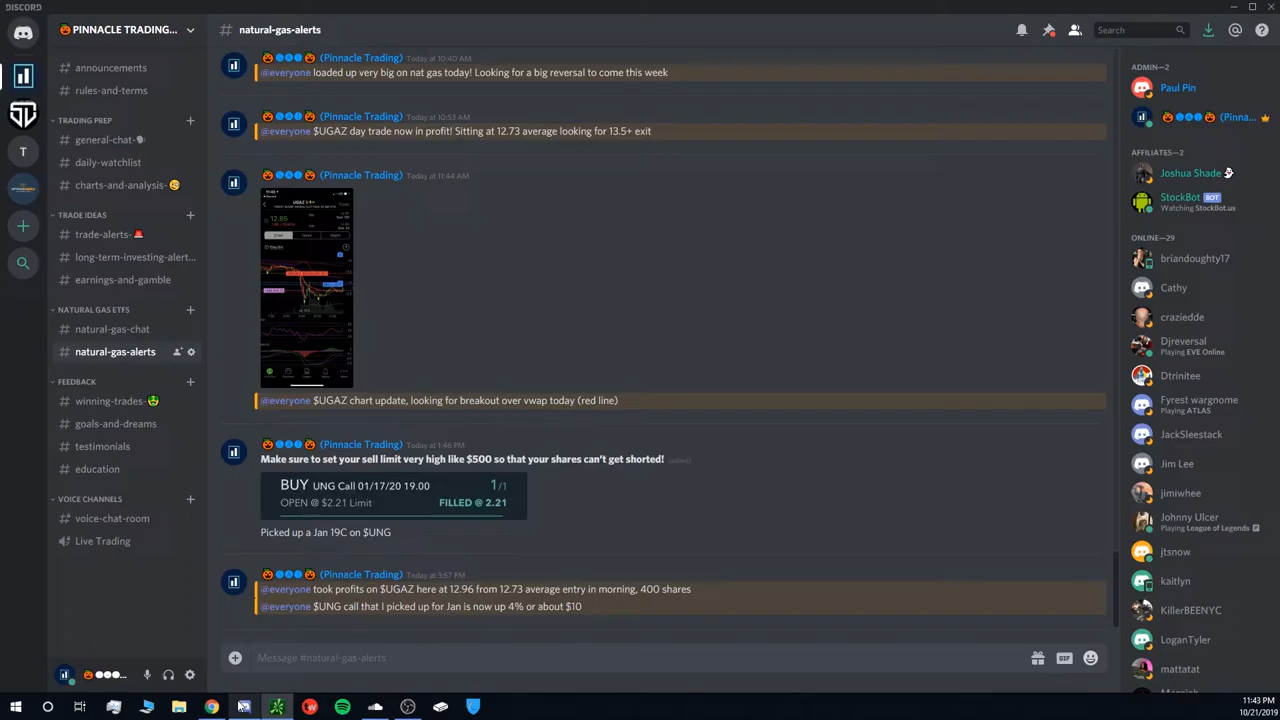 DISCORD
PINNACLE TRADING...
# natural-gas-alerts
Search
# announcements
# rules-and-terms
TRADING PREP
# general-chat-
# daily-watchlist
# charts-and-analysis-
TRADE IDEAS
# trade-alerts-
# long-term-investing-alert...
# earnings-and-gamble
NATURAL GAS ETFS
# natural-gas-chat
# natural-gas-alerts
FEEDBACK
# winning-trades-
# goals-and-dreams
# testimonials
# education
VOICE CHANNELS
voice-chat-room
Live Trading
T
(Pinnacle Trading) Today at 10:40 AM
@everyone loaded up very big on nat gas today! Looking for a big reversal to come this week
(Pinnacle Trading) Today at 10:53 AM
@everyone $UGAZ day trade now in profit! Sitting at 12.73 average looking for 13.5+ exit
(Pinnacle Trading) Today at 11:44 AM
UGAZ
12.85
@everyone $UGAZ chart update, looking for breakout over vwap today (red line)
(Pinnacle Trading) Today at 1:46 PM
Make sure to set your sell limit very high like $500 so that your shares can't get shorted! (edited)
BUY UNG Call 01/17/20 19.00 1/1
OPEN @ $2.21 Limit FILLED @ 2.21
Picked up a Jan 19C on $UNG
(Pinnacle Trading) Today at 3:57 PM
@everyone took profits on $UGAZ here at 12.96 from 12.73 average entry in morning, 400 shares
@everyone $UNG call that I picked up for Jan is now up 4% or about $10
Message #natural-gas-alerts
GIF
ADMIN—2
Paul Pin
(Pinna...
AFFILIATES—2
Joshua Shade
StockBot BOT
Watching StockBot.us
ONLINE—29
briandoughty17
Cathy
craziedde
Djreversal
Playing EVE Online
Dtrinitee
Fyrest wargnome
Playing ATLAS
JackSleestack
Jim Lee
jimiwhee
Johnny Ulcer
Playing League of Legends
jtsnow
kaitlyn
KillerBEENYC
LoganTyler
mattatat
11:43 PM
10/21/2019